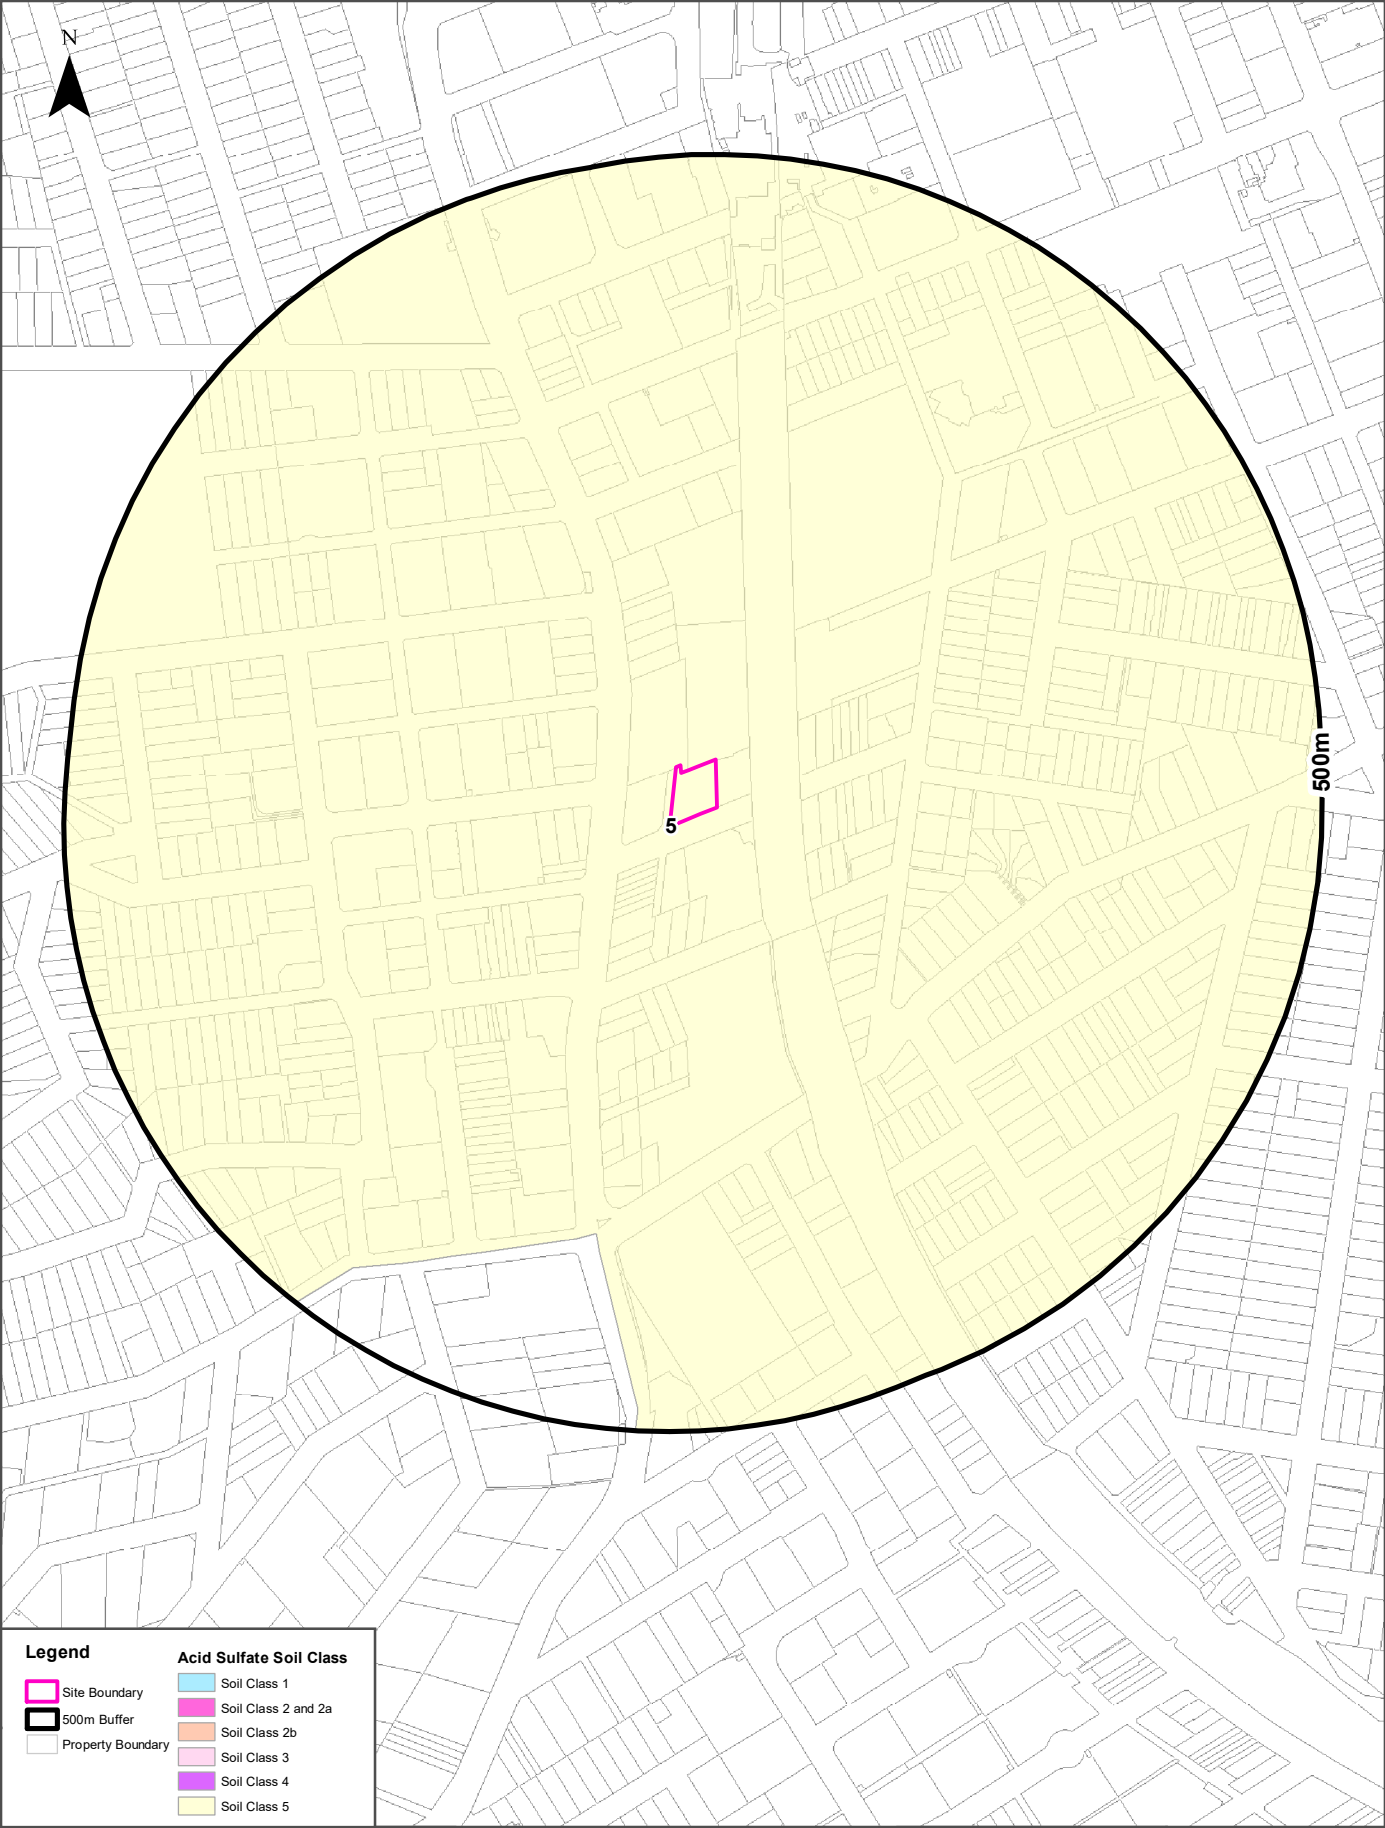 N
500m
5
Legend
Site Boundary
500m Buffer
Property Boundary
Acid Sulfate Soil Class
Soil Class 1
Soil Class 2 and 2a
Soil Class 2b
Soil Class 3
Soil Class 4
Soil Class 5